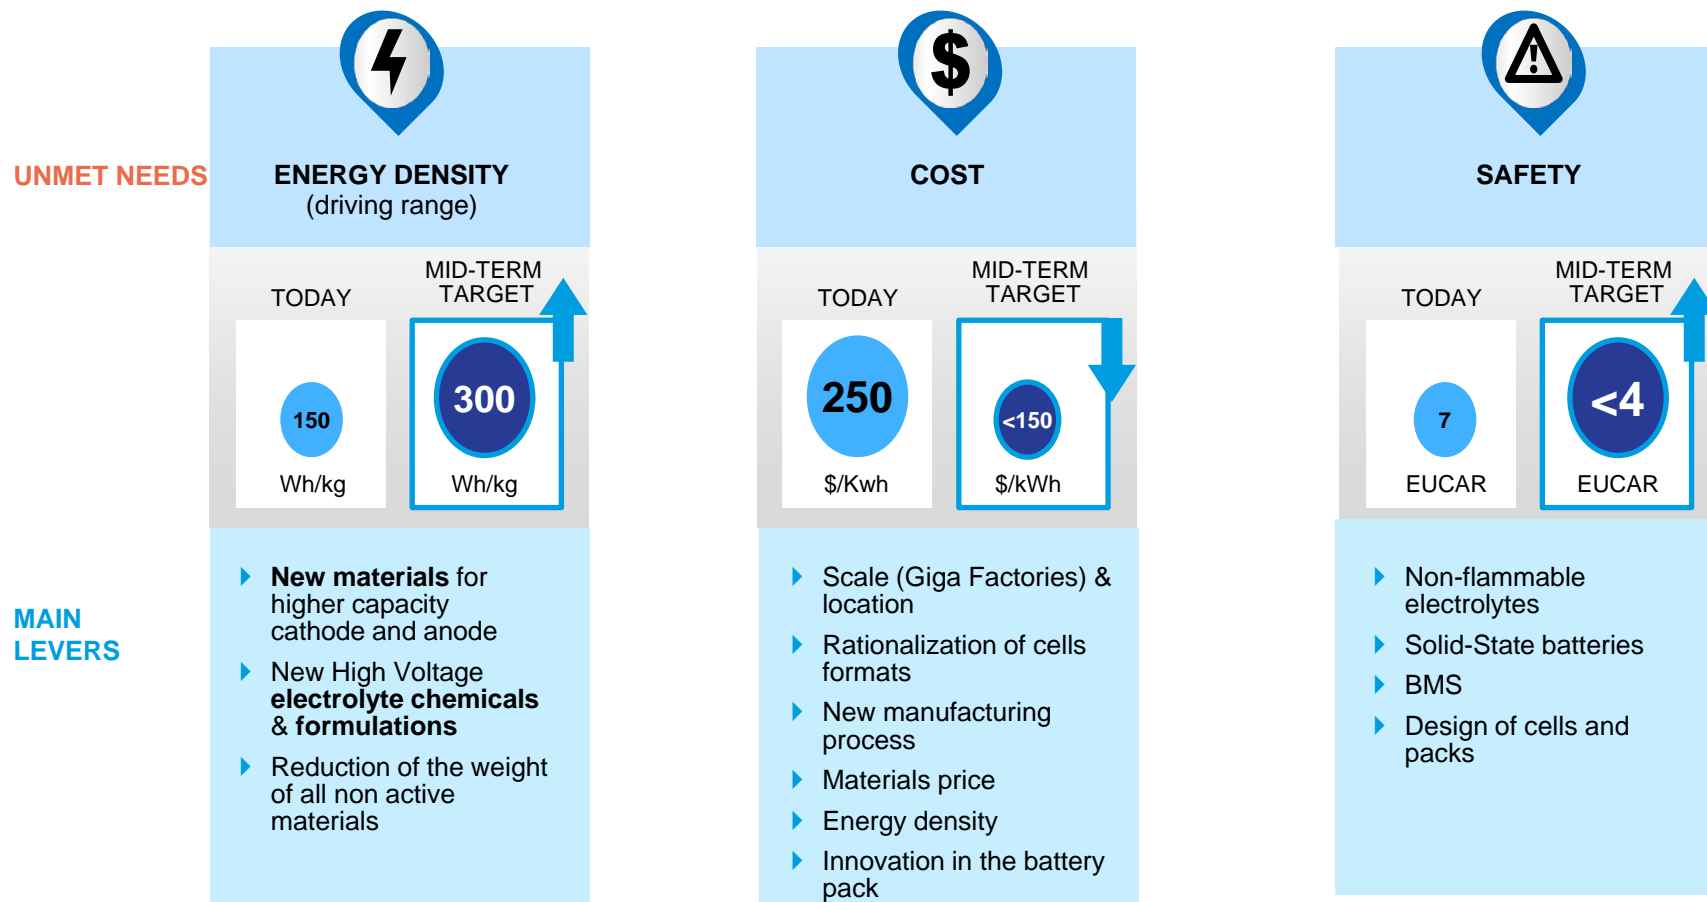 $
!
UNMET NEEDS
ENERGY DENSITY
(driving range)
COST
SAFETY
TODAY
MID-TERM
TARGET
150
Wh/kg
300
Wh/kg
TODAY
MID-TERM
TARGET
250
$/Kwh
<150
$/kWh
TODAY
MID-TERM
TARGET
7
EUCAR
<4
EUCAR
MAIN
LEVERS
New materials for
higher capacity
cathode and anode
New High Voltage
electrolyte chemicals
& formulations
Reduction of the weight
of all non active
materials
Scale (Giga Factories) &
location
Rationalization of cells
formats
New manufacturing
process
Materials price
Energy density
Innovation in the battery
pack
Non-flammable
electrolytes
Solid-State batteries
BMS
Design of cells and
packs